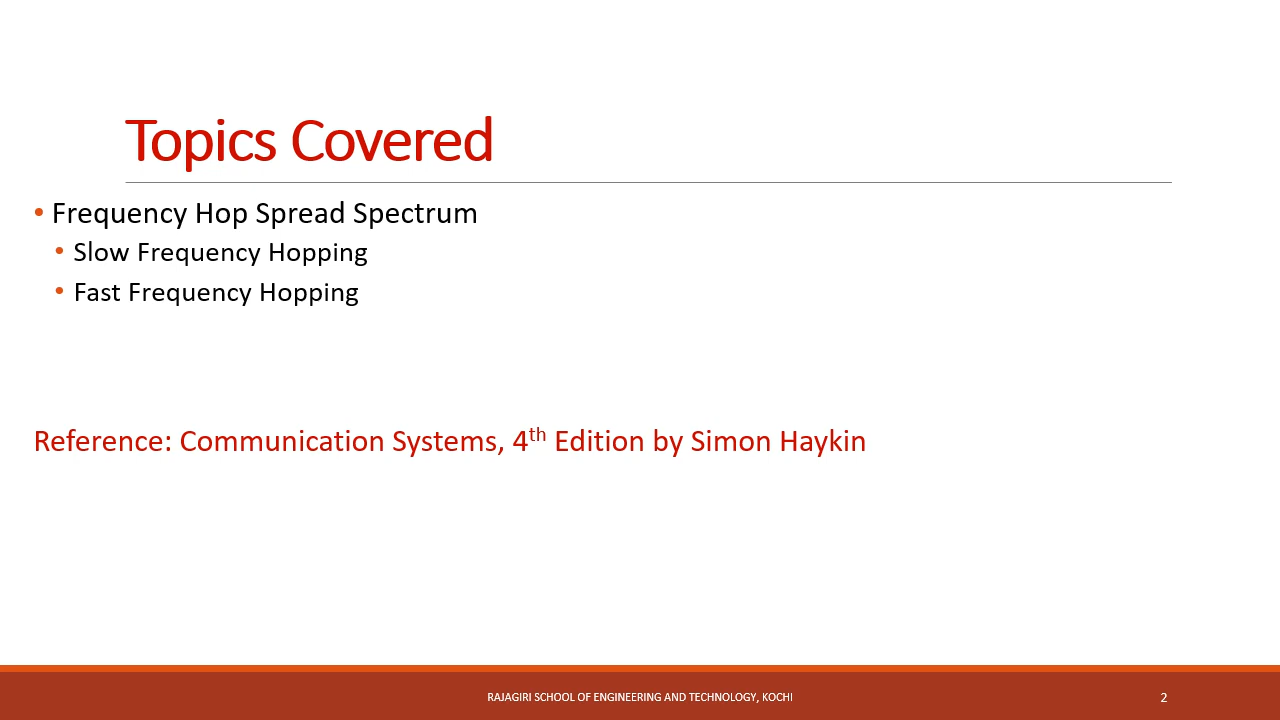 Topics Covered
• Frequency Hop Spread Spectrum
• Slow Frequency Hopping
• Fast Frequency Hopping
Reference: Communication Systems, 4th Edition by Simon Haykin
RAJAGIRI SCHOOL OF ENGINEERING AND TECHNOLOGY, KOCHI
2